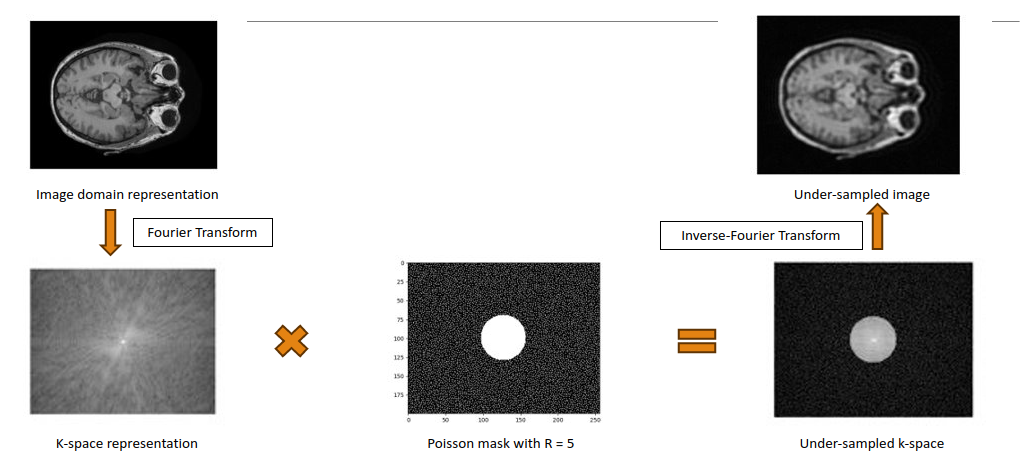 Image domain representation
Under-sampled image
Fourier Transform
Inverse-Fourier Transform
0
25
50
75
100
125
150
175
0 50 100 150 200 250
K-space representation
Poisson mask with R = 5
Under-sampled k-space